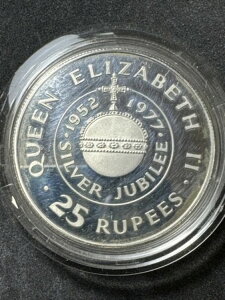 · QUEEN ELIZABETH II ·
25 RUPEES
· 1952 1977 ·
SILVER JUBILEE